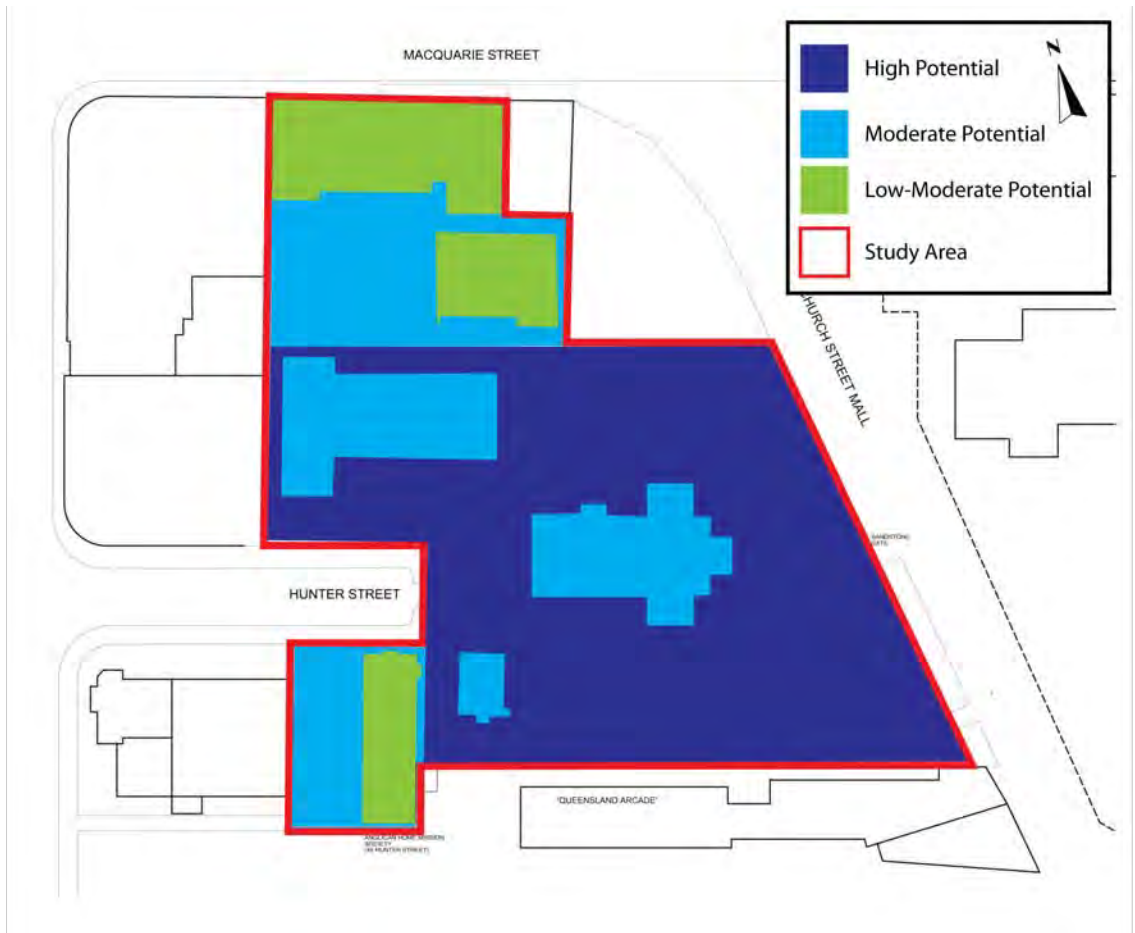 MACQUARIE STREET
N
High Potential
Moderate Potential
Low-Moderate Potential
Study Area
CHURCH STREET MALL
SANDSTONE
HUNTER STREET
'QUEENSLAND ARCADE'
ANGLICAN HOME MISSION
SOCIETY
HUNTER STREET)